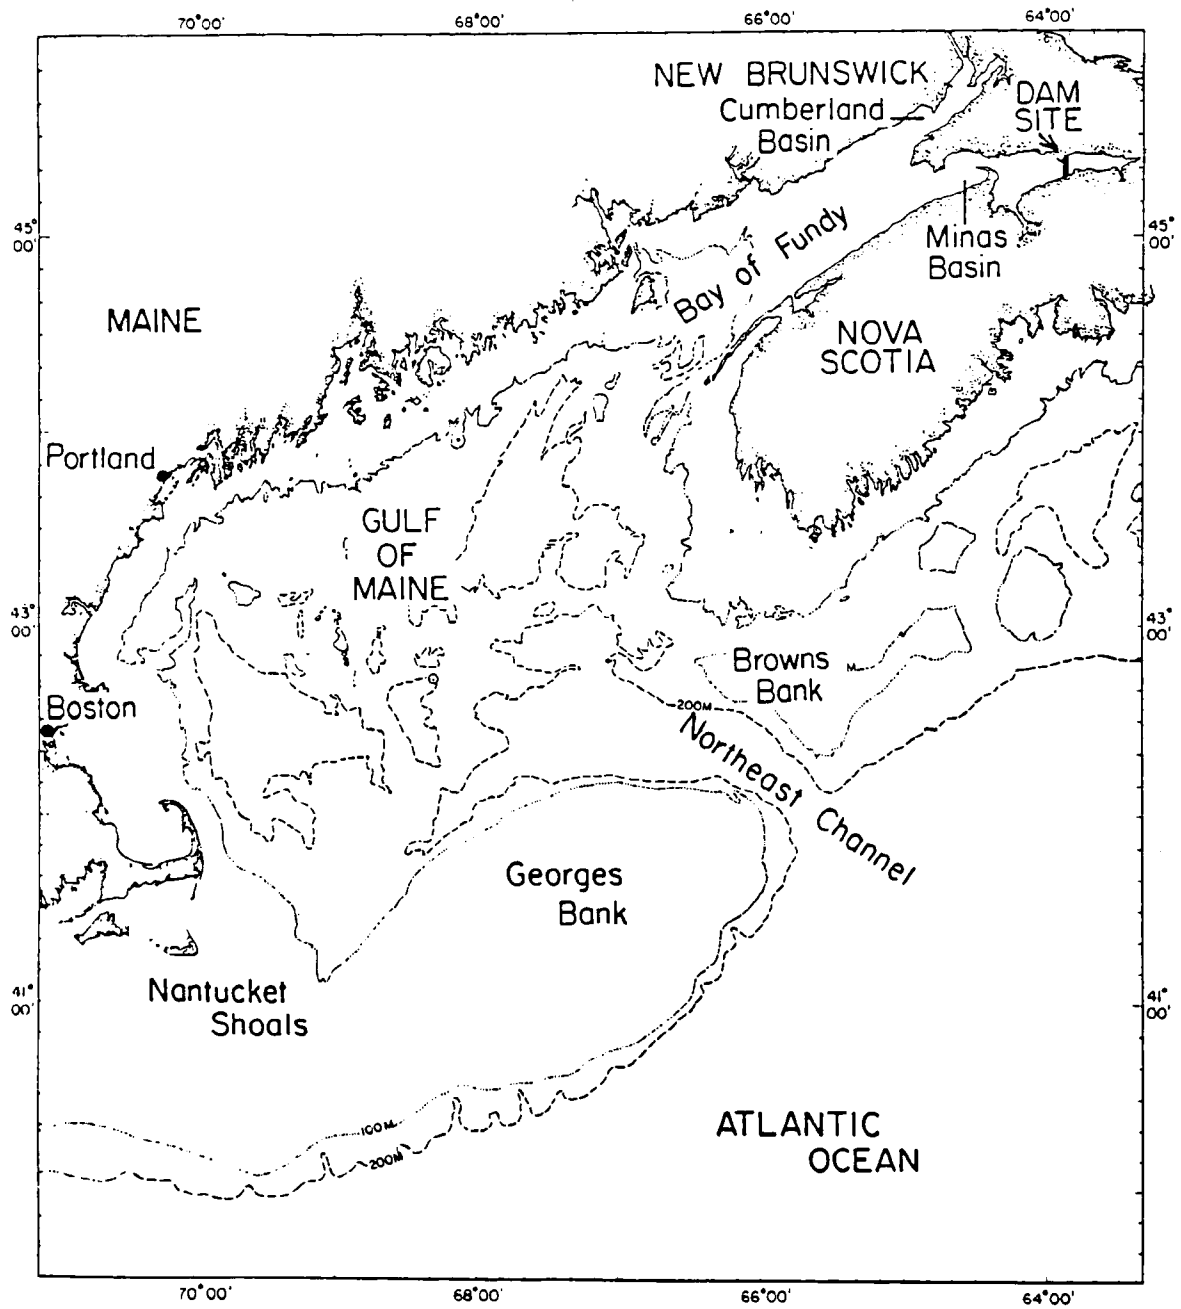 70°00'
68°00'
66°00'
64°00'
NEW BRUNSWICK
Cumberland
Basin
DAM
SITE
45°
00'
45°
00'
Bay of Fundy
Minas
Basin
MAINE
NOVA
SCOTIA
Portland
GULF
OF
MAINE
43°
00'
43°
00'
Browns
Bank
M
200M
Boston
Northeast Channel
Georges
Bank
Nantucket
Shoals
41°
00'
41°
00'
100M
200M
ATLANTIC
OCEAN
70°00'
68°00'
66°00'
64°00'